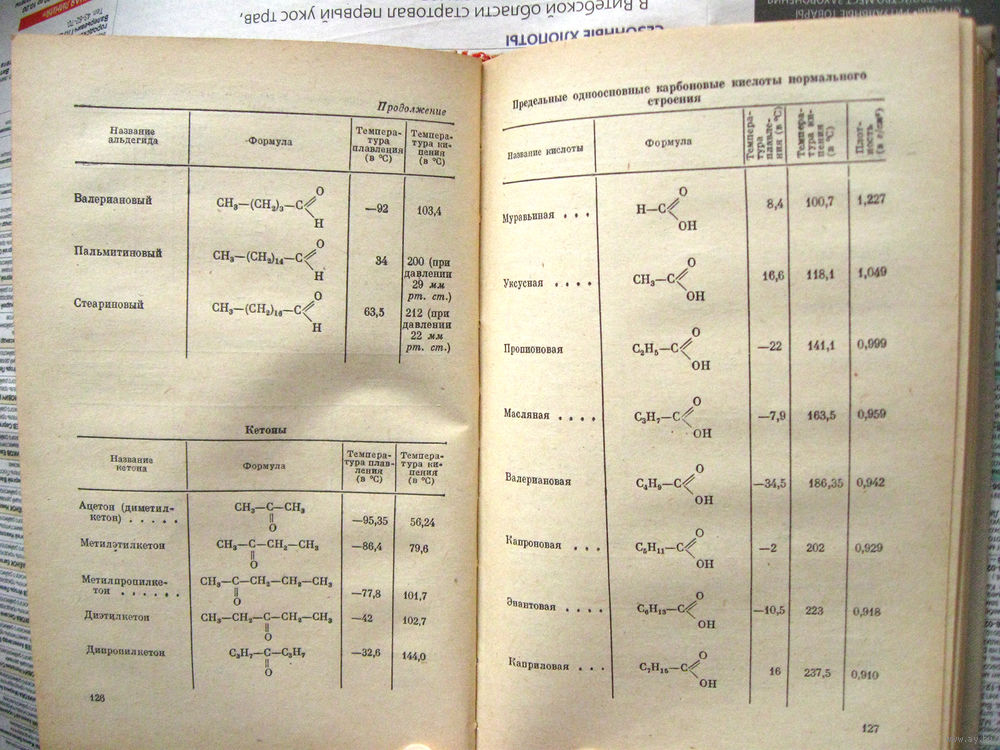 В Витебской области стартовал первый укос трав,
СЕЗОННЫЕ ХЛОПОТЫ
Продолжение
Название альдегида | Формула | Температура плавления (в °С) | Температура кипения (в °С)
Валериановый | CH₃—(CH₂)₃—C O H | —92 | 103,4
Пальмитиновый | CH₃—(CH₂)₁₄—C O H | 34 | 200 (при давлении 29 мм рт. ст.)
Стеариновый | CH₃—(CH₂)₁₆—C O H | 63,5 | 212 (при давлении 22 мм рт. ст.)
Кетоны
Название кетона | Формула | Температура плавления (в °С) | Температура кипения (в °С)
Ацетон (диметилкетон) . . . . . | CH₃—C—CH₃ ‖ O | —95,35 | 56,24
Метилэтилкетон | CH₃—C—CH₂—CH₃ ‖ O | —86,4 | 79,6
Метилпропилкетон . . . . . . | CH₃—C—CH₂—CH₂—CH₃ ‖ O | —77,8 | 101,7
Диэтилкетон | CH₃—CH₂—C—CH₂—CH₃ ‖ O | —42 | 102,7
Дипропилкетон | C₃H₇—C—C₃H₇ ‖ O | —32,6 | 144,0
126
Предельные одноосновные карбоновые кислоты нормального
строения
Название кислоты | Формула | Температура плавления (в °С) | Температура кипения (в °С) | Плотность (в г/см³)
Муравьиная . . . | H—C O OH | 8,4 | 100,7 | 1,227
Уксусная . . . . | CH₃—C O OH | 16,6 | 118,1 | 1,049
Пропионовая | C₂H₅—C O OH | —22 | 141,1 | 0,999
Масляная . . . . | C₃H₇—C O OH | —7,9 | 163,5 | 0,959
Валериановая | C₄H₉—C O OH | —34,5 | 186,35 | 0,942
Капроновая . . . | C₅H₁₁—C O OH | —2 | 202 | 0,929
Энантовая . . . . | C₆H₁₃—C O OH | —10,5 | 223 | 0,918
Каприловая . . . | C₇H₁₅—C O OH | 16 | 237,5 | 0,910
127